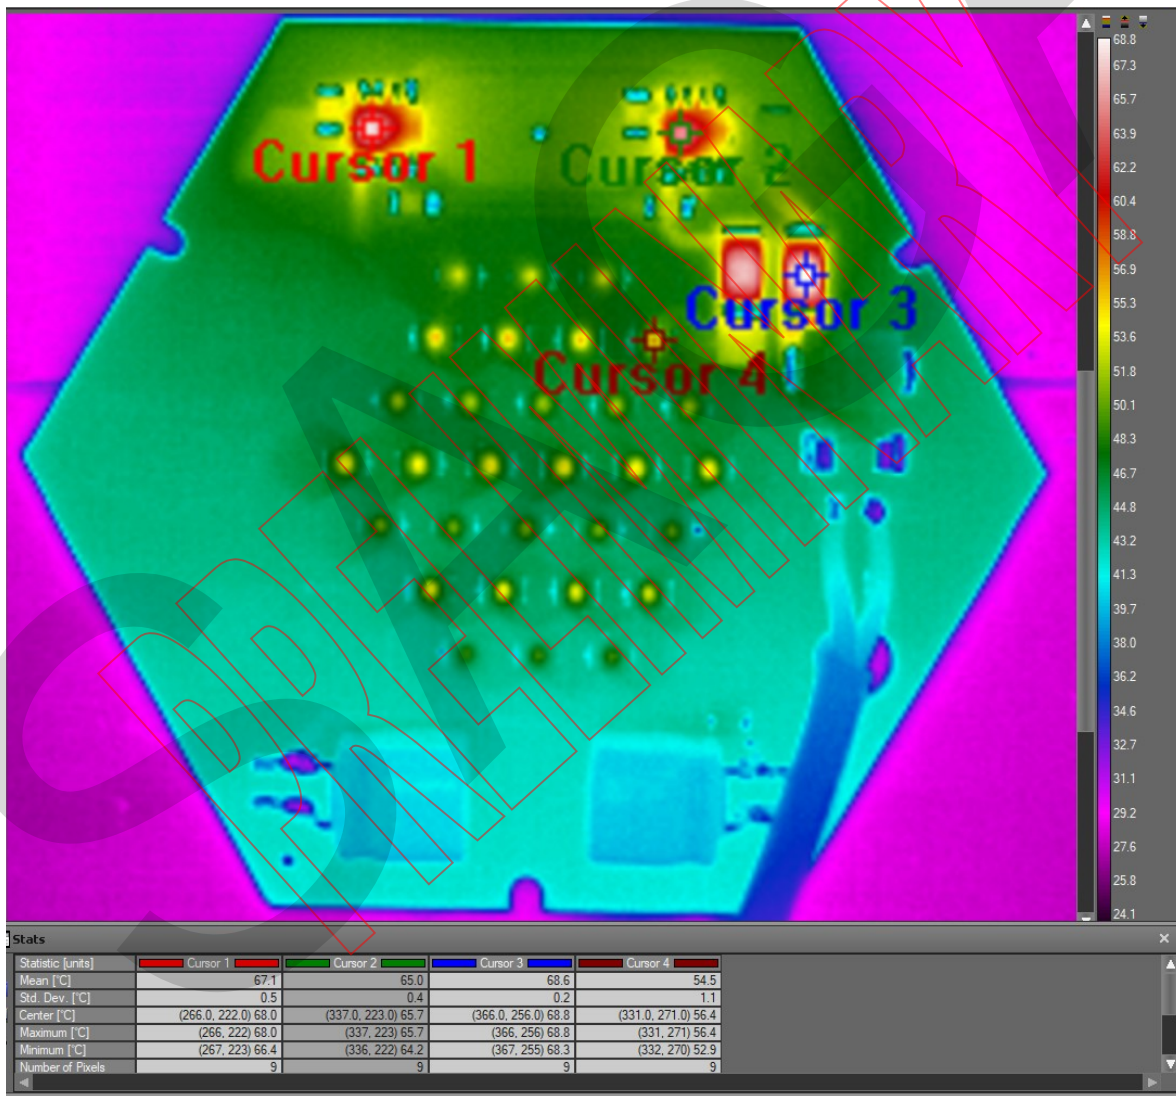 68.8
67.3
65.7
63.9
62.2
60.4
58.8
56.9
55.3
53.6
51.8
50.1
48.3
46.7
44.8
43.2
41.3
39.7
38.0
36.2
34.6
32.7
31.1
29.2
27.6
25.8
24.1
Cursor 1
Cursor 2
Cursor 3
Cursor 4
Stats
Statistic [units] Cursor 1 Cursor 2 Cursor 3 Cursor 4
Mean [°C] 67.1 65.0 68.6 54.5
Std. Dev. [°C] 0.5 0.4 0.2 1.1
Center [°C] (266.0, 222.0) 68.0 (337.0, 223.0) 65.7 (366.0, 256.0) 68.8 (331.0, 271.0) 56.4
Maximum [°C] (266, 222) 68.0 (337, 223) 65.7 (366, 256) 68.8 (331, 271) 56.4
Minimum [°C] (267, 223) 66.4 (336, 222) 64.2 (367, 255) 68.3 (332, 270) 52.9
Number of Pixels 9 9 9 9